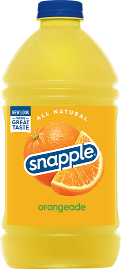 NEW LOOK
SAME
GREAT
TASTE
ALL NATURAL
snapple
orangeade